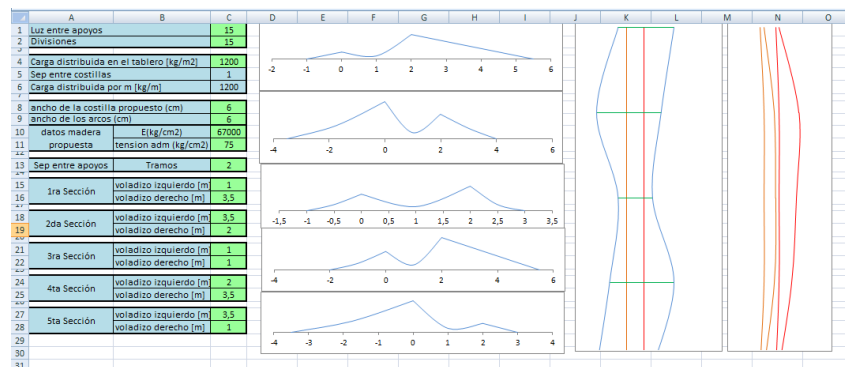 A B C D E F G H I J K L M N O
1 Luz entre apoyos 15
2 Divisiones 15
3
4 Carga distribuida en el tablero [kg/m2] 1200
5 Sep entre costillas 1
6 Carga distribuida por m [kg/m] 1200
7
8 ancho de la costilla propuesto (cm) 6
9 ancho de los arcos (cm) 6
10 datos madera E(kg/cm2) 67000
11 propuesta tension adm (kg/cm2) 75
12
13 Sep entre apoyos Tramos 2
14
15 voladizo izquierdo [m] 1
1ra Sección
16 voladizo derecho [m] 3,5
17
18 voladizo izquierdo [m] 3,5
2da Sección
19 voladizo derecho [m] 2
20
21 voladizo izquierdo [m] 1
3ra Sección
22 voladizo derecho [m] 1
23
24 voladizo izquierdo [m] 2
4ta Sección
25 voladizo derecho [m] 3,5
26
27 voladizo izquierdo [m] 3,5
5ta Sección
28 voladizo derecho [m] 1
29
30
31
-2 -1 0 1 2 3 4 5 6
-4 -2 0 2 4 6
-1,5 -1 -0,5 0 0,5 1 1,5 2 2,5 3 3,5
-4 -2 0 2 4 6
-4 -3 -2 -1 0 1 2 3 4